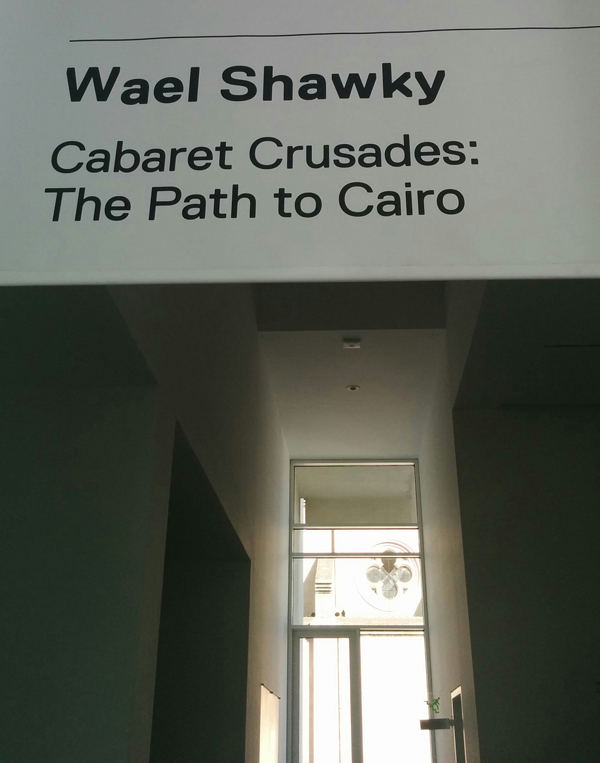 Wael Shawky
Cabaret Crusades:
The Path to Cairo